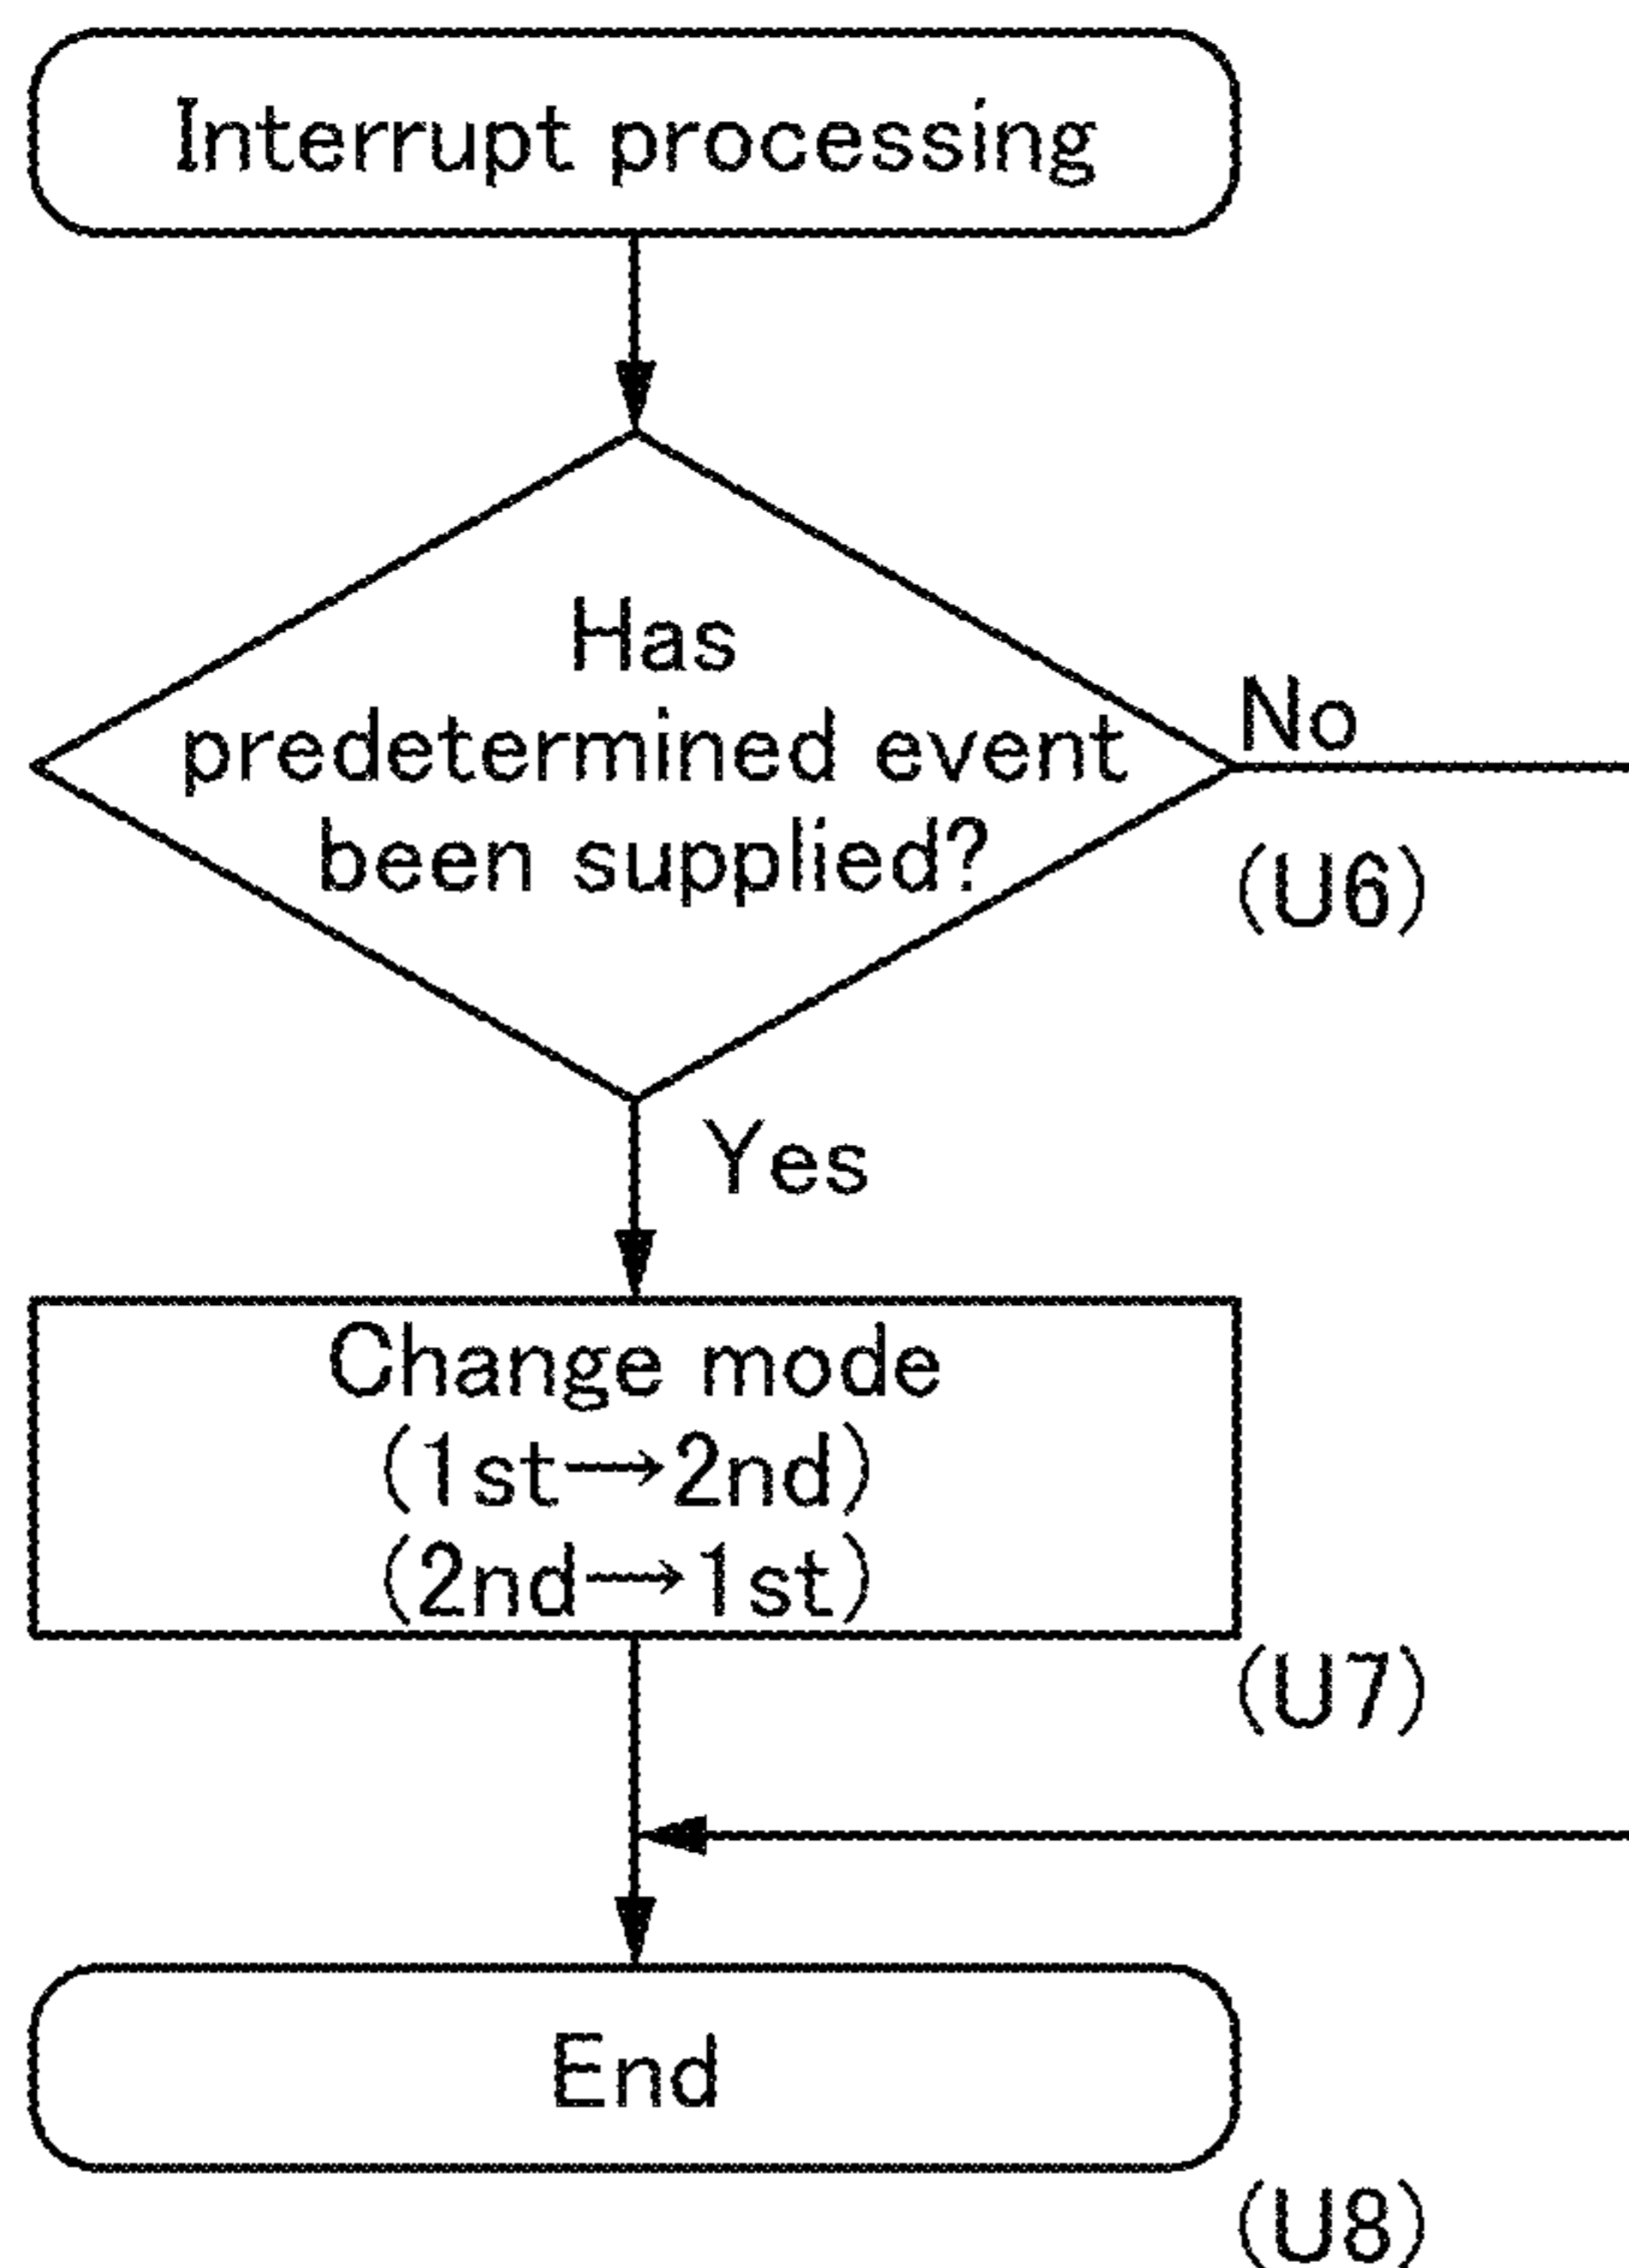 Interrupt processing
Has
predetermined event
been supplied?
No
(U6)
Yes
Change mode
(1st→2nd)
(2nd→1st)
(U7)
End
(U8)